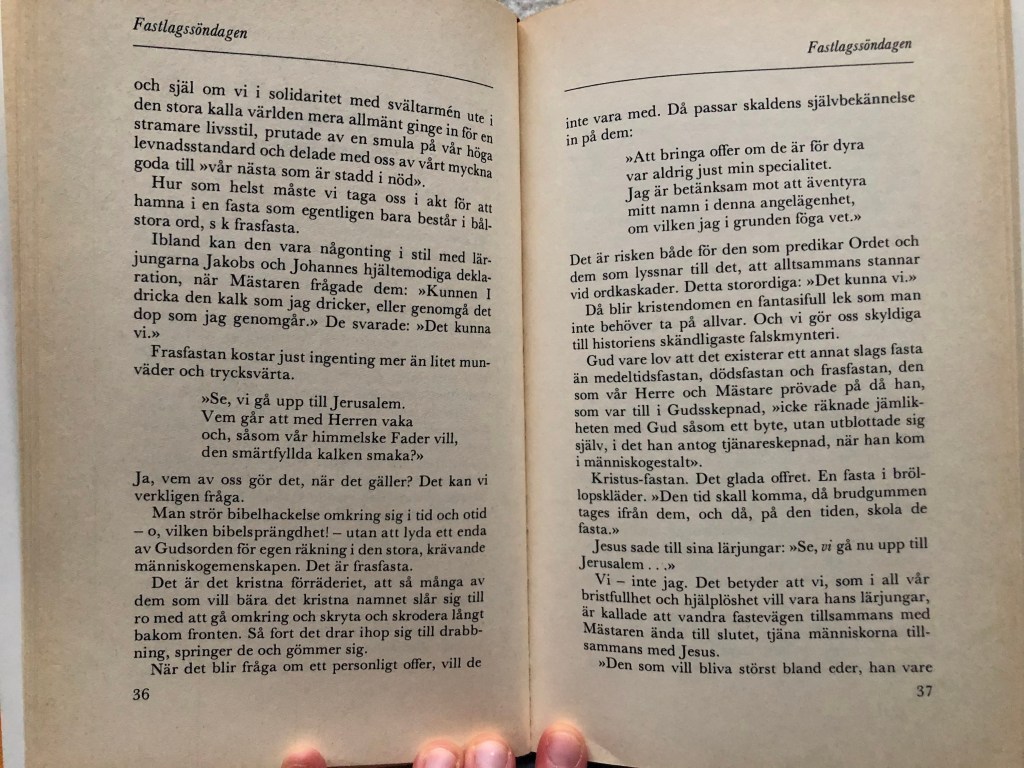 Fastlagssöndagen
och själ om vi i solidaritet med svältarmén ute i
den stora kalla världen mera allmänt ginge in för en
stramare livsstil, prutade av en smula på vår höga
levnadsstandard och delade med oss av vårt myckna
goda till »vår nästa som är stadd i nöd».
Hur som helst måste vi taga oss i akt för att
hamna i en fasta som egentligen bara består i bål-
stora ord, s k frasfasta.
Ibland kan den vara någonting i stil med lär-
jungarna Jakobs och Johannes hjältemodiga dekla-
ration, när Mästaren frågade dem: »Kunnen I
dricka den kalk som jag dricker, eller genomgå det
dop som jag genomgår.» De svarade: »Det kunna
vi.»
Frasfastan kostar just ingenting mer än litet mun-
väder och trycksvärta.
»Se, vi gå upp till Jerusalem.
Vem går att med Herren vaka
och, såsom vår himmelske Fader vill,
den smärtfyllda kalken smaka?»
Ja, vem av oss gör det, när det gäller? Det kan vi
verkligen fråga.
Man strör bibelhackelse omkring sig i tid och otid
– o, vilken bibelsprängdhet! – utan att lyda ett enda
av Gudsorden för egen räkning i den stora, krävande
människogemenskapen. Det är frasfasta.
Det är det kristna förräderiet, att så många av
dem som vill bära det kristna namnet slår sig till
ro med att gå omkring och skryta och skrodera långt
bakom fronten. Så fort det drar ihop sig till drabb-
ning, springer de och gömmer sig.
När det blir fråga om ett personligt offer, vill de
36
Fastlagssöndagen
inte vara med. Då passar skaldens självbekännelse
in på dem:
»Att bringa offer om de är för dyra
var aldrig just min specialitet.
Jag är betänksam mot att äventyra
mitt namn i denna angelägenhet,
om vilken jag i grunden föga vet.»
Det är risken både för den som predikar Ordet och
dem som lyssnar till det, att alltsammans stannar
vid ordkaskader. Detta storordiga: »Det kunna vi.»
Då blir kristendomen en fantasifull lek som man
inte behöver ta på allvar. Och vi gör oss skyldiga
till historiens skändligaste falskmynteri.
Gud vare lov att det existerar ett annat slags fasta
än medeltidsfastan, dödsfastan och frasfastan, den
som vår Herre och Mästare prövade på då han,
som var till i Gudsskepnad, »icke räknade jämlik-
heten med Gud såsom ett byte, utan utblottade sig
själv, i det han antog tjänareskepnad, när han kom
i människogestalt».
Kristus-fastan. Det glada offret. En fasta i bröl-
lopskläder. »Den tid skall komma, då brudgummen
tages ifrån dem, och då, på den tiden, skola de
fasta.»
Jesus sade till sina lärjungar: »Se, vi gå nu upp till
Jerusalem . . .»
Vi – inte jag. Det betyder att vi, som i all vår
bristfullhet och hjälplöshet vill vara hans lärjungar,
är kallade att vandra fastevägen tillsammans med
Mästaren ända till slutet, tjäna människorna till-
sammans med Jesus.
»Den som vill bliva störst bland eder, han vare
37